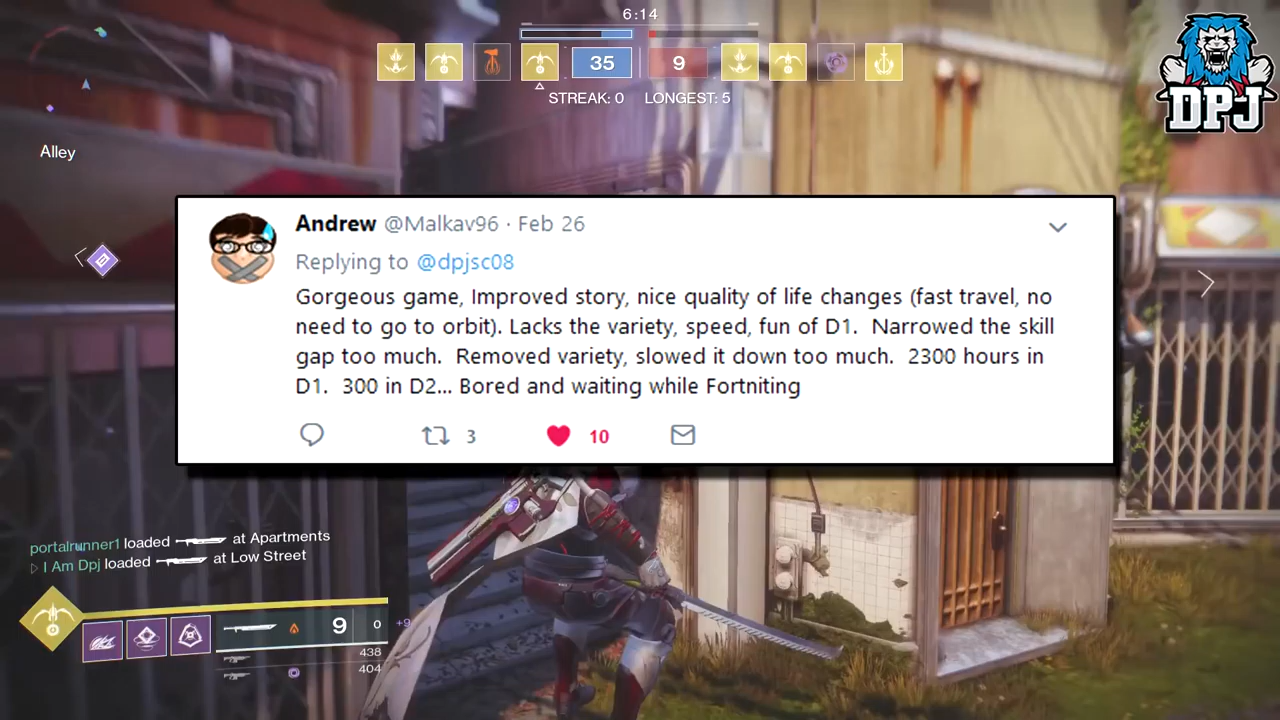 6:14
35
9
STREAK: 0 LONGEST: 5
DPJ
Alley
Andrew @Malkav96 · Feb 26
Replying to @dpjsc08
Gorgeous game, Improved story, nice quality of life changes (fast travel, no
need to go to orbit). Lacks the variety, speed, fun of D1. Narrowed the skill
gap too much. Removed variety, slowed it down too much. 2300 hours in
D1. 300 in D2... Bored and waiting while Fortniting
3
10
portalrunner1 loaded at Apartments
I Am Dpj loaded at Low Street
9 0 +9
438
404